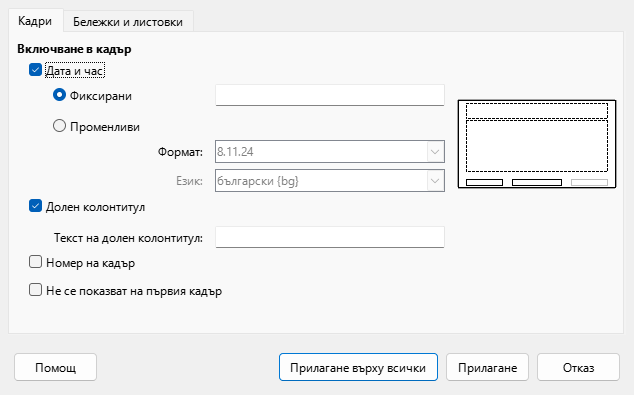 Кадри
Бележки и листовки
Включване в кадър
Дата и час
Фиксирани
Променливи
Формат:
8.11.24
Език:
български {bg}
Долен колонтитул
Текст на долен колонтитул:
Номер на кадър
Не се показват на първия кадър
Помощ
Прилагане върху всички
Прилагане
Отказ